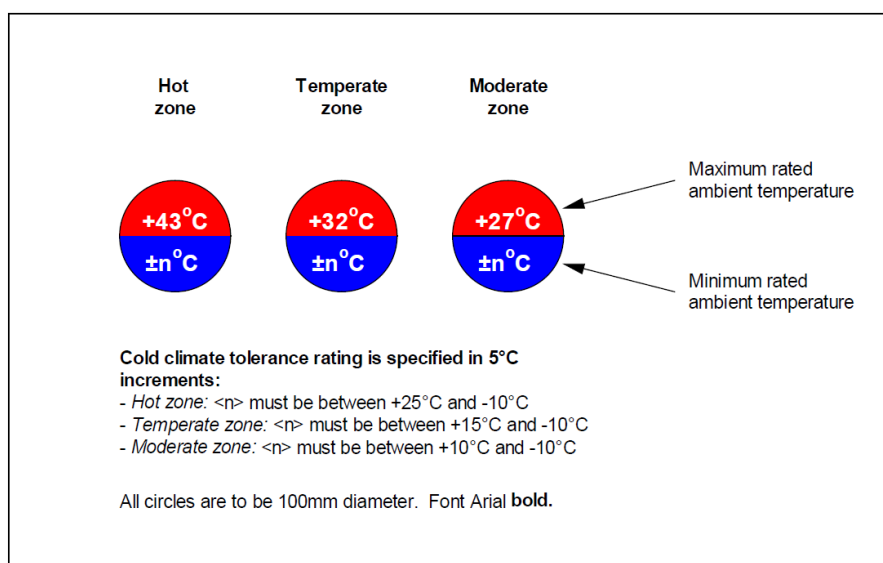 Hot
zone
Temperate
zone
Moderate
zone
+43°C
±n°C
+32°C
±n°C
+27°C
±n°C
Maximum rated
ambient temperature
Minimum rated
ambient temperature
Cold climate tolerance rating is specified in 5°C
increments:
- Hot zone: <n> must be between +25°C and -10°C
- Temperate zone: <n> must be between +15°C and -10°C
- Moderate zone: <n> must be between +10°C and -10°C
All circles are to be 100mm diameter.  Font Arial bold.